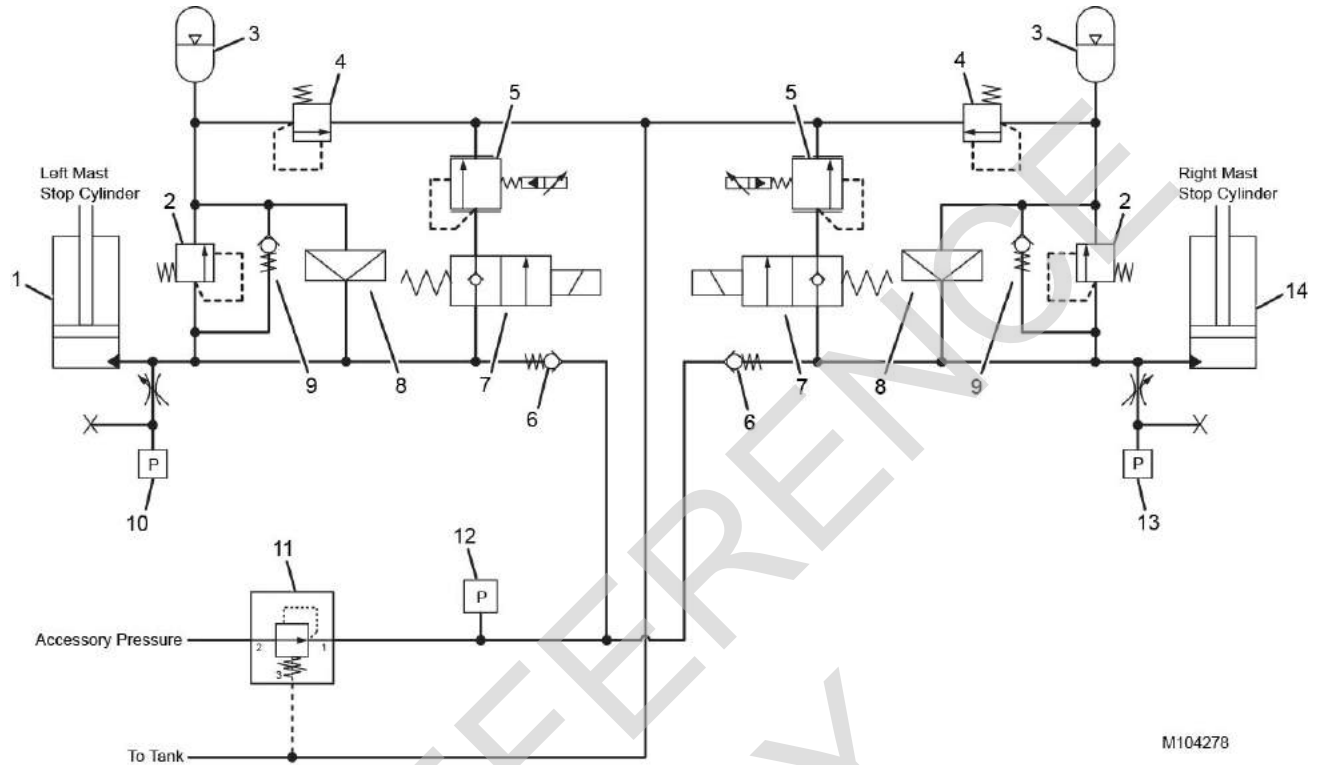 3
3
4
4
5
5
Left Mast
Stop Cylinder
Right Mast
Stop Cylinder
2
2
1
14
9
8
7
6
6
7
8
9
P
10
P
13
11
12
P
Accessory Pressure
2
1
3
To Tank
M104278
REFERENCE
Y